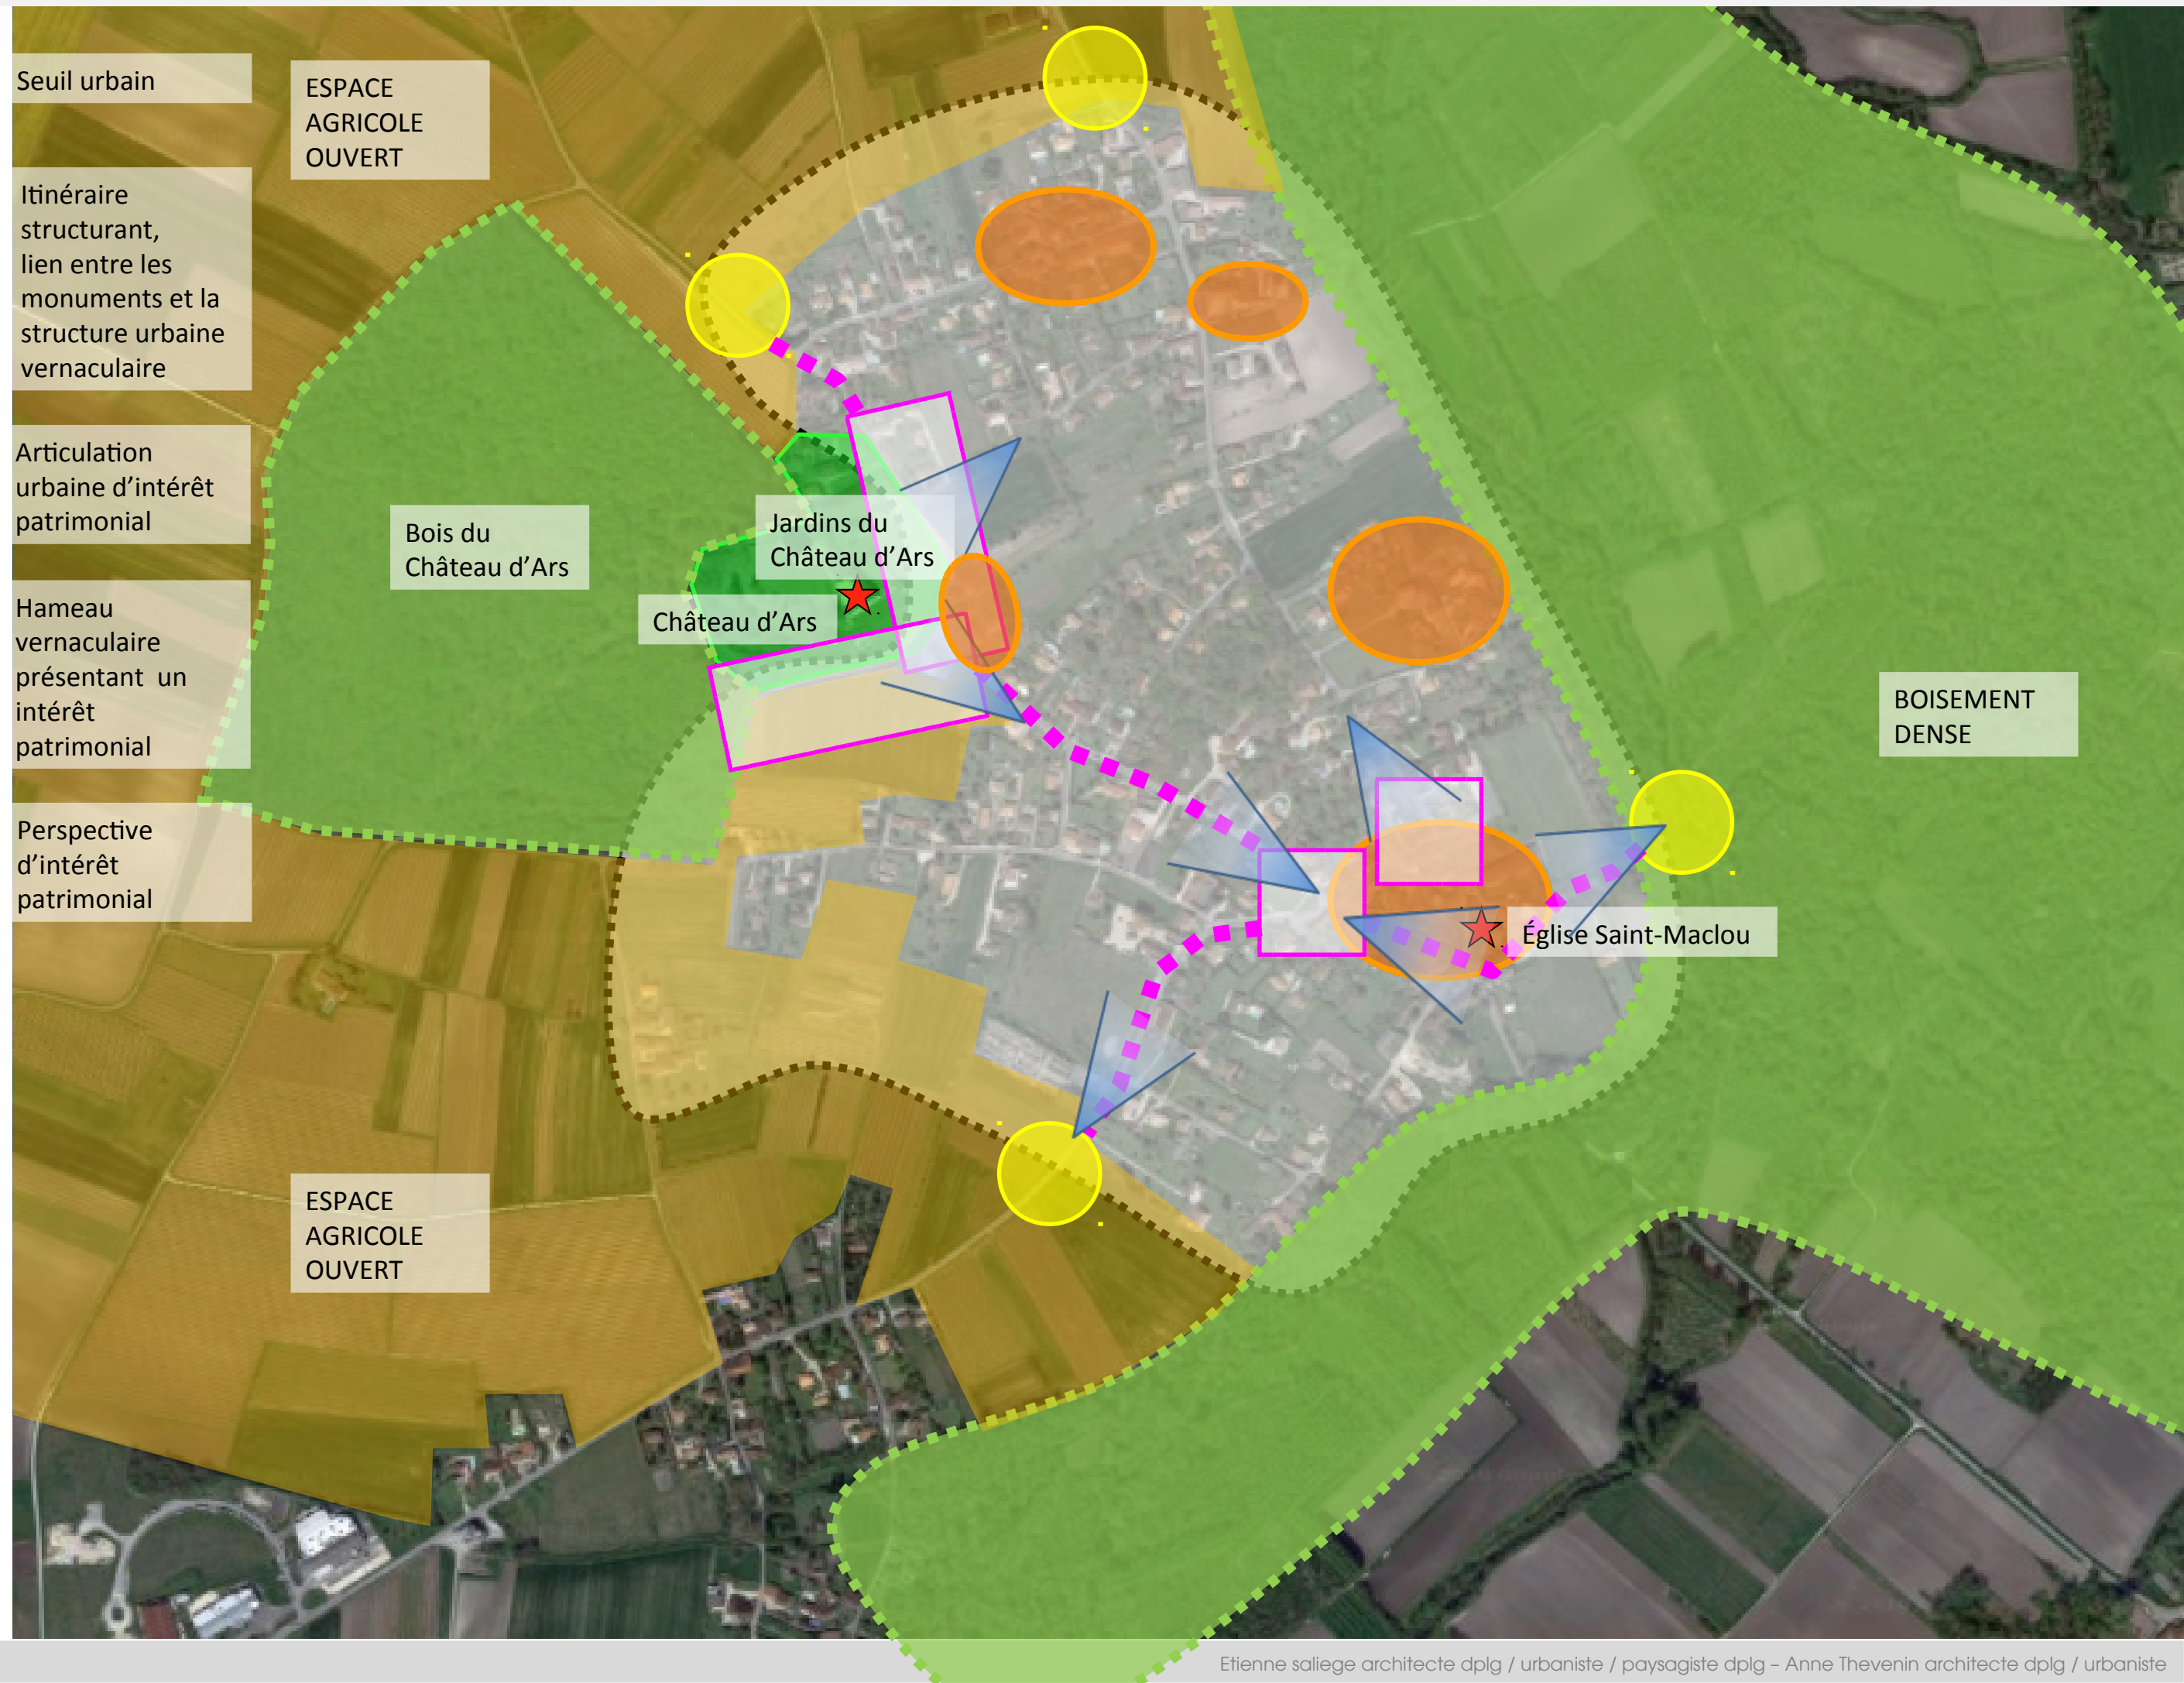 Seuil urbain
Itinéraire
structurant,
lien entre les
monuments et la
structure urbaine
vernaculaire
Articulation
urbaine d’intérêt
patrimonial
Hameau
vernaculaire
présentant un
intérêt
patrimonial
Perspective
d’intérêt
patrimonial
ESPACE
AGRICOLE
OUVERT
Bois du
Château d’Ars
Jardins du
Château d’Ars
Château d’Ars
BOISEMENT
DENSE
Église Saint-Maclou
ESPACE
AGRICOLE
OUVERT
Etienne saliege architecte dplg / urbaniste / paysagiste dplg – Anne Thevenin architecte dplg / urbaniste